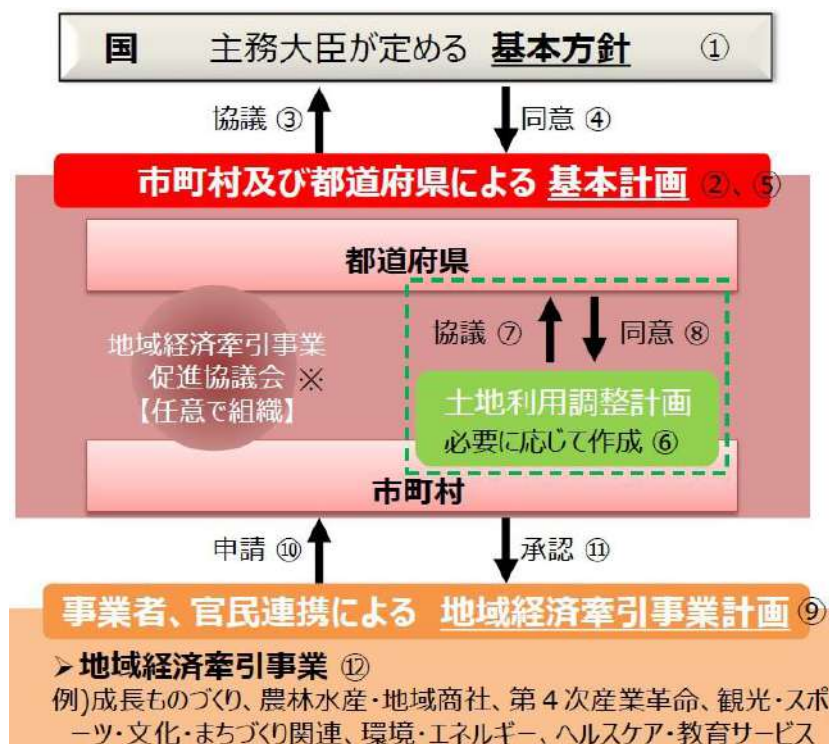 国 主務大臣が定める 基本方針 ①
協議 ③ 同意 ④
市町村及び都道府県による 基本計画 ②、⑤
都道府県
協議 ⑦ 同意 ⑧
地域経済牽引事業
促進協議会 ※
【任意で組織】
土地利用調整計画
必要に応じて作成 ⑥
市町村
申請 ⑩ 承認 ⑪
事業者、官民連携による 地域経済牽引事業計画 ⑨
➢地域経済牽引事業 ⑫
例)成長ものづくり、農林水産・地域商社、第４次産業革命、観光・スポ
ーツ・文化・まちづくり関連、環境・エネルギー、ヘルスケア・教育サービス